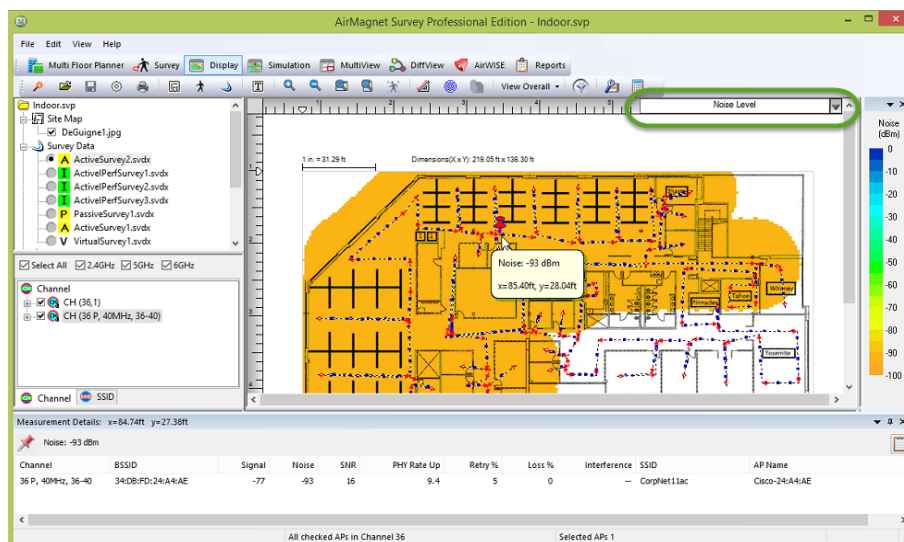 AirMagnet Survey Professional Edition - Indoor.svp
File Edit View Help
Multi Floor Planner Survey Display Simulation MultiView DiffView AirWISE Reports
View Overall
Indoor.svp
Site Map
DeGuigne1.jpg
Survey Data
ActiveSurvey2.svdx
ActivePerfSurvey1.svdx
ActivePerfSurvey2.svdx
ActivePerfSurvey3.svdx
P PassiveSurvey1.svdx
A ActiveSurvey1.svdx
V VirtualSurvey1.svdx
Select All 2.4GHz 5GHz 6GHz
Channel
CH (36,1)
CH (36 P, 40MHz, 36-40)
Channel SSID
Noise Level
1 in. = 31.29 ft Dimensions(X x Y): 219.05 ft x 136.30 ft
Noise: -93 dBm
x=85.40ft, y=28.04ft
Pinnacles
Tahoe
Whitney
Yosemite
Noise
(dBm)
0
-10
-20
-30
-40
-50
-60
-70
-80
-90
-100
Measurement Details: x=84.74ft y=27.38ft
Noise: -93 dBm
Channel BSSID Signal Noise SNR PHY Rate Up Retry % Loss % Interference SSID AP Name
36 P, 40MHz, 36-40 34:DB:FD:24:A4:AE -77 -93 16 9.4 5 0 -- CorpNet11ac Cisco-24:A4:AE
All checked APs in Channel 36 Selected APs 1